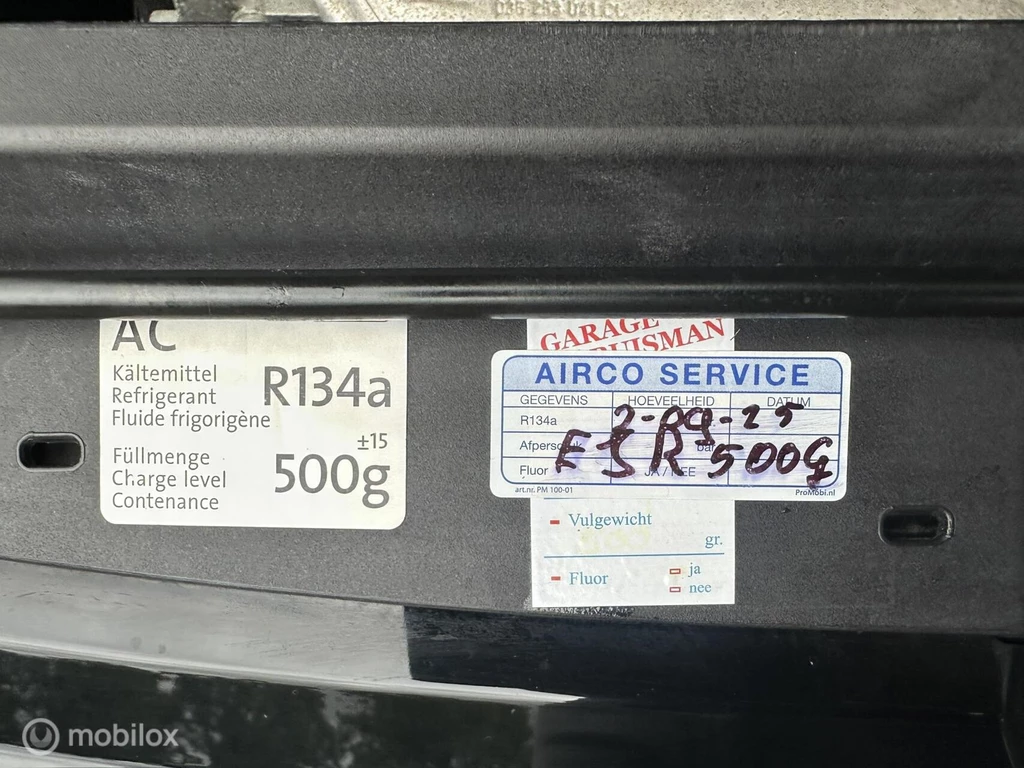 AC
Kältemittel
Refrigerant
Fluide frigorigène
R134a
±15
Füllmenge
Charge level
Contenance
500g
GARAGE
AIRCO SERVICE
GEGEVENS HOEVEELHEID DATUM
R134a
2-09-25
bar
Fluor
500G
JA / NEE
art.nr. PM 100-01
ProMobi.nl
- Vulgewicht
gr.
- Fluor
ja
nee
mobilox